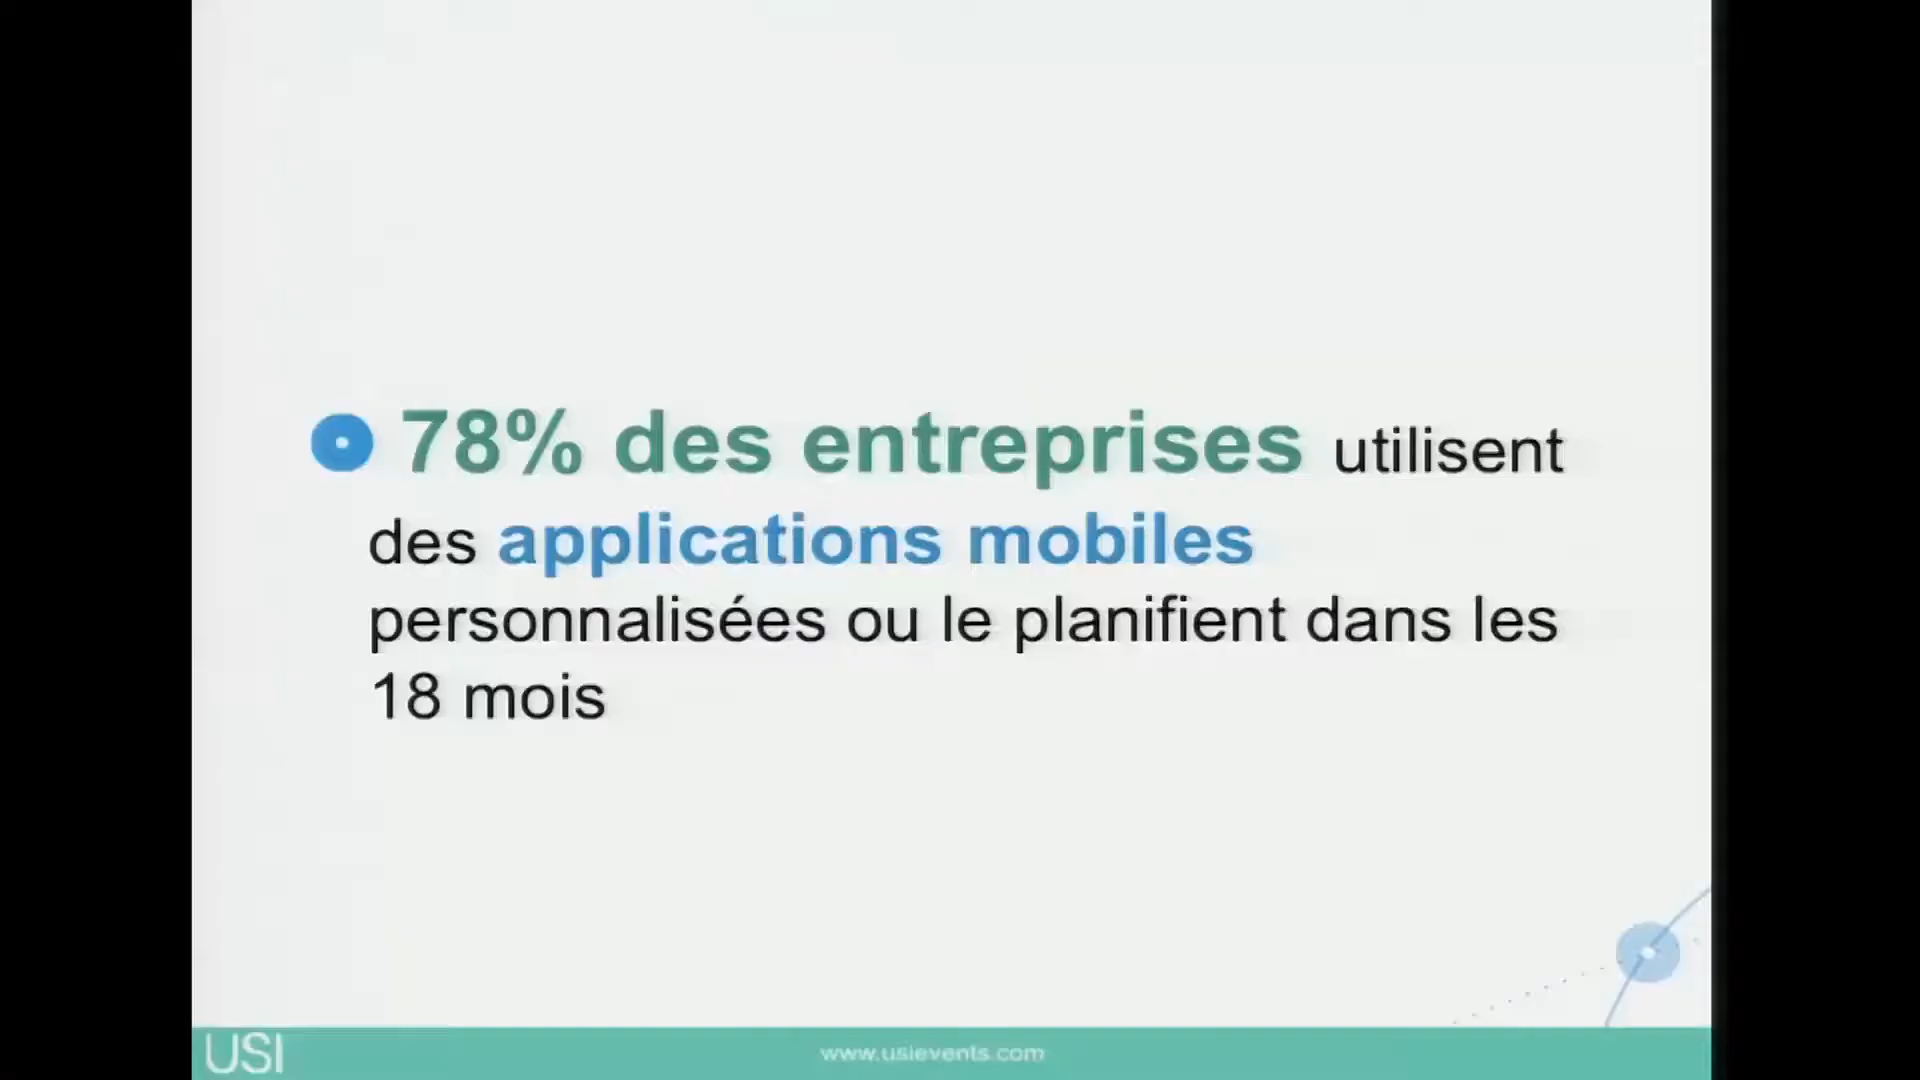 78% des entreprises utilisent
des applications mobiles
personnalisées ou le planifient dans les
18 mois
USI
www.usievents.com